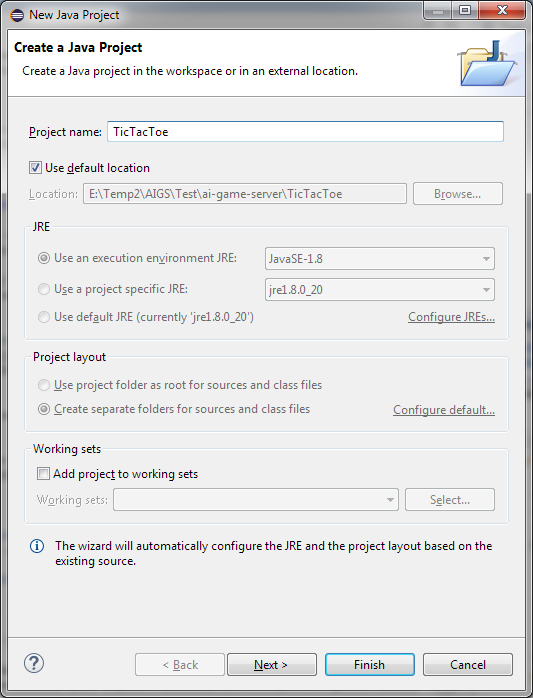 New Java Project
Create a Java Project
Create a Java project in the workspace or in an external location.
Project name: TicTacToe
Use default location
Location: E:\Temp2\AIGS\Test\ai-game-server\TicTacToe Browse...
JRE
Use an execution environment JRE: JavaSE-1.8
Use a project specific JRE: jre1.8.0_20
Use default JRE (currently 'jre1.8.0_20') Configure JREs...
Project layout
Use project folder as root for sources and class files
Create separate folders for sources and class files Configure default...
Working sets
Add project to working sets
Working sets: Select...
The wizard will automatically configure the JRE and the project layout based on the
existing source.
? < Back Next > Finish Cancel